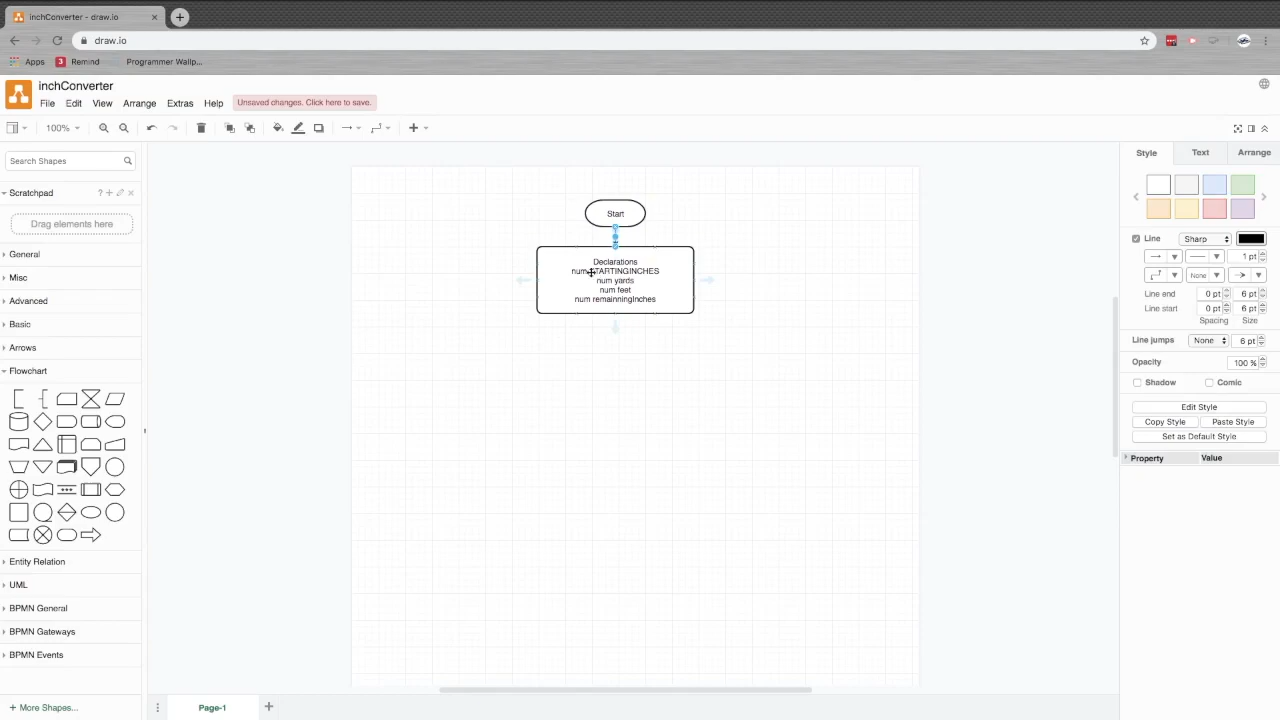 inchConverter - draw.io
draw.io
Apps
3 Remind
Programmer Wallp...
inchConverter
File Edit View Arrange Extras Help
Unsaved changes. Click here to save.
100%
Search Shapes
Scratchpad
Drag elements here
General
Misc
Advanced
Basic
Arrows
Flowchart
Entity Relation
UML
BPMN General
BPMN Gateways
BPMN Events
+ More Shapes...
Start
Declarations
num STARTINGINCHES
num yards
num feet
num remainningInches
Page-1
Style Text Arrange
Line Sharp
1 pt
None
Line end 0 pt 6 pt
Line start 0 pt 6 pt
Spacing Size
Line jumps None 6 pt
Opacity 100 %
Shadow Comic
Edit Style
Copy Style Paste Style
Set as Default Style
Property Value